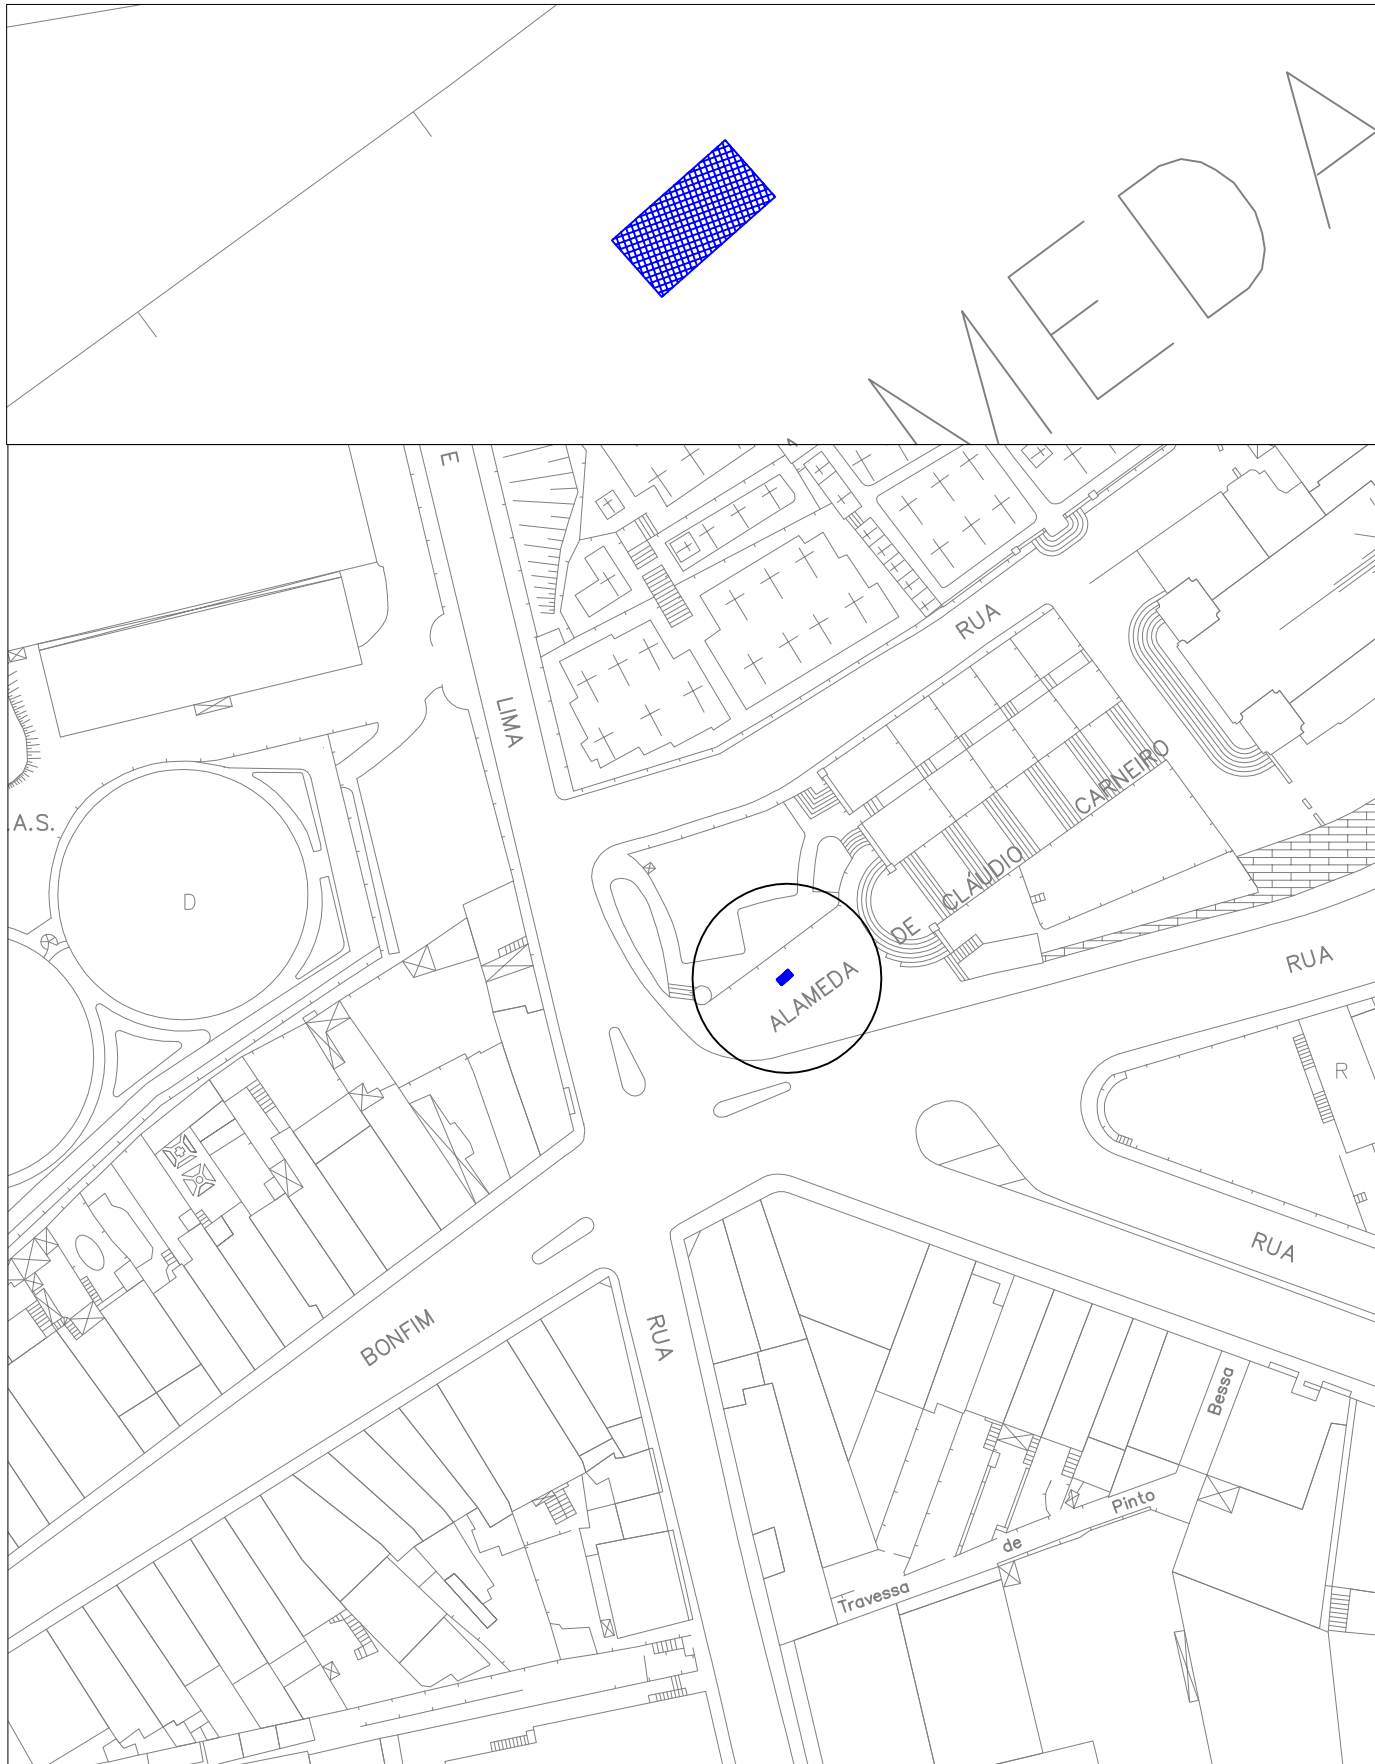 MEDA
E
RUA
LIMA
CARNEIRO
.A.S.
CLÁUDIO
D
DE
RUA
ALAMEDA
R
RUA
BONFIM
RUA
Bessa
Pinto
de
Travessa